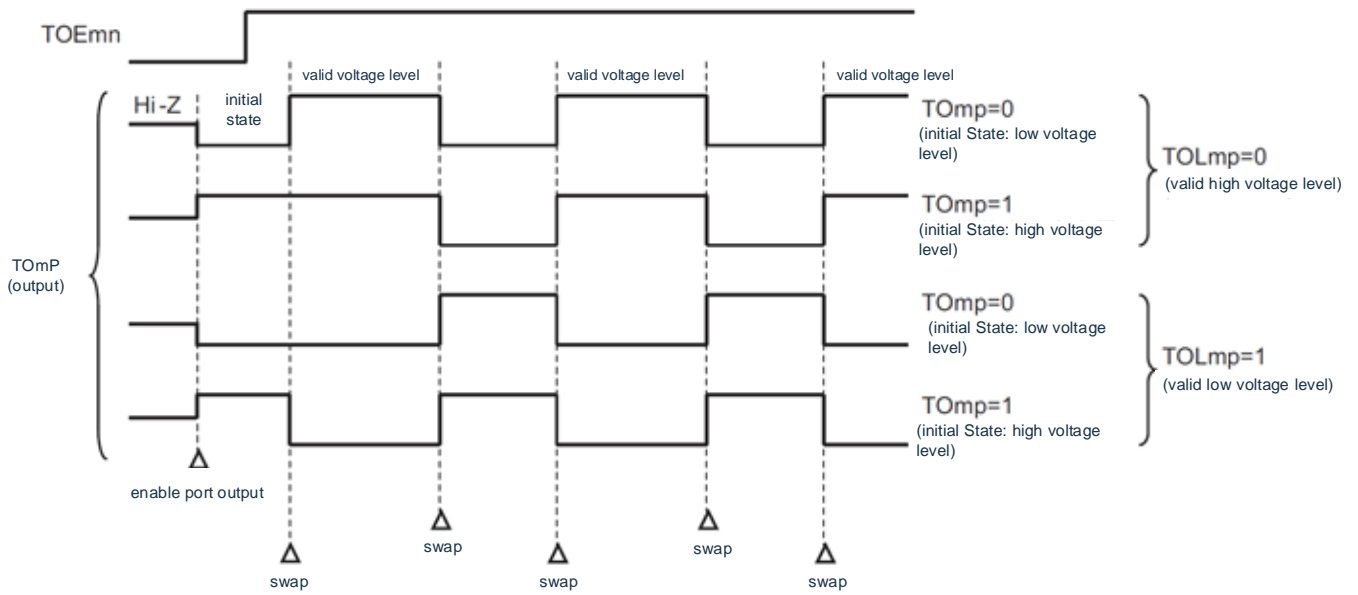 TOEmn
valid voltage level
valid voltage level
valid voltage level
Hi-Z
initial
state
TOmp=0
(initial State: low voltage
level)
TOLmp=0
(valid high voltage level)
TOmp=1
(initial State: high voltage
level)
TOmP
(output)
TOmp=0
(initial State: low voltage
level)
TOLmp=1
(valid low voltage level)
TOmp=1
(initial State: high voltage
level)
enable port output
swap
swap
swap
swap
swap